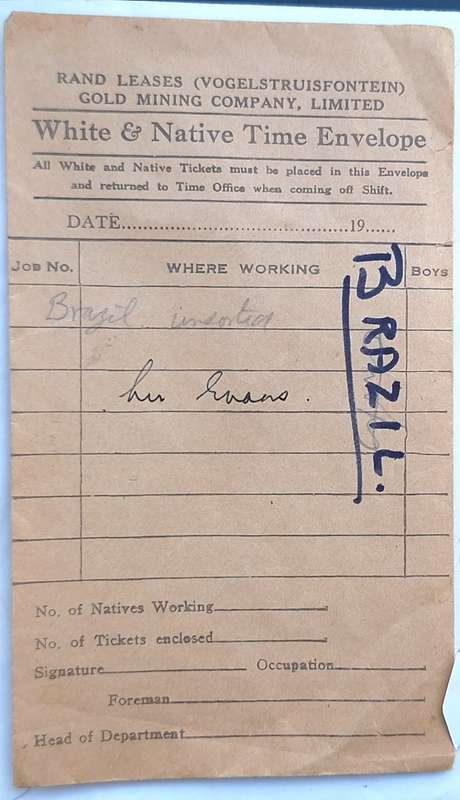 RAND LEASES (VOGELSTRUISFONTEIN)
GOLD MINING COMPANY, LIMITED
White & Native Time Envelope
All White and Native Tickets must be placed in this Envelope
and returned to Time Office when coming off Shift.
DATE..........................................19......
JOB NO. WHERE WORKING BOYS
Brazil unsorted
BRAZIL.
Evans.
No. of Natives Working
No. of Tickets enclosed
Signature Occupation
Foreman
Head of Department